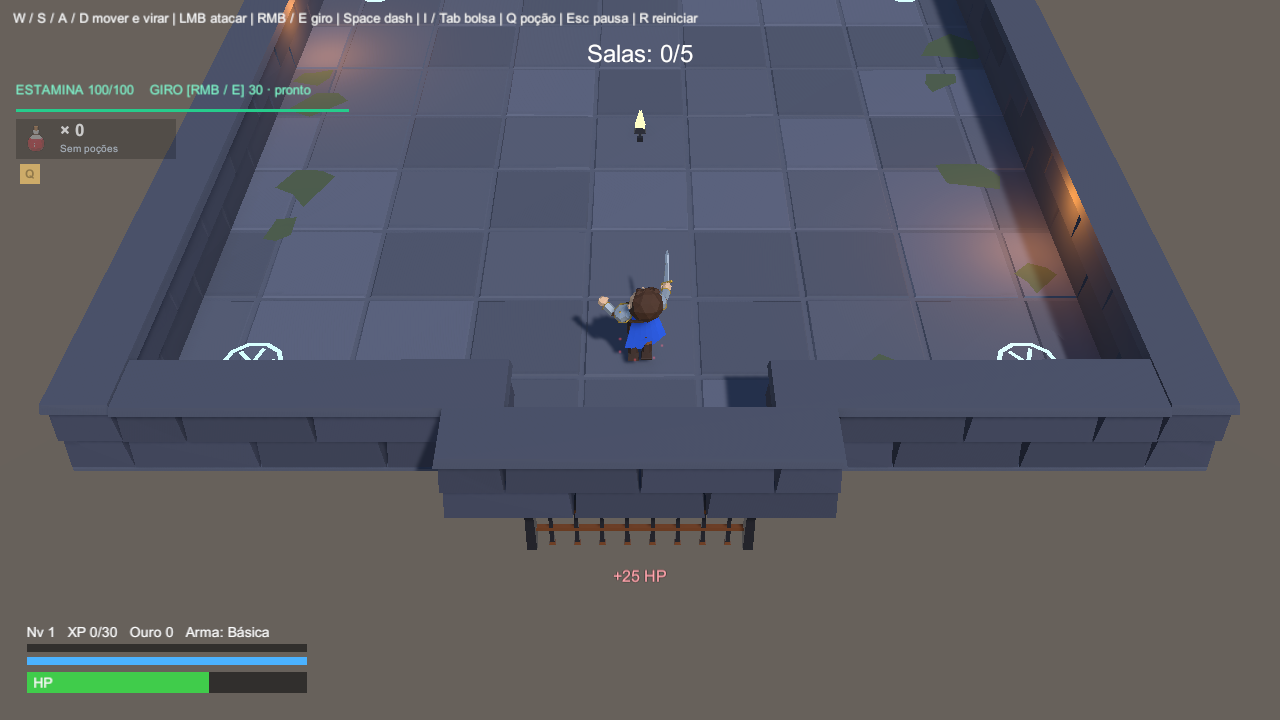 W / S / A / D mover e virar | LMB atacar | RMB / E giro | Space dash | I / Tab bolsa | Q poção | Esc pausa | R reiniciar
Salas: 0/5
ESTAMINA 100/100 GIRO [RMB / E] 30 · pronto
× 0
Sem poções
Q
+25 HP
Nv 1 XP 0/30 Ouro 0 Arma: Básica
HP